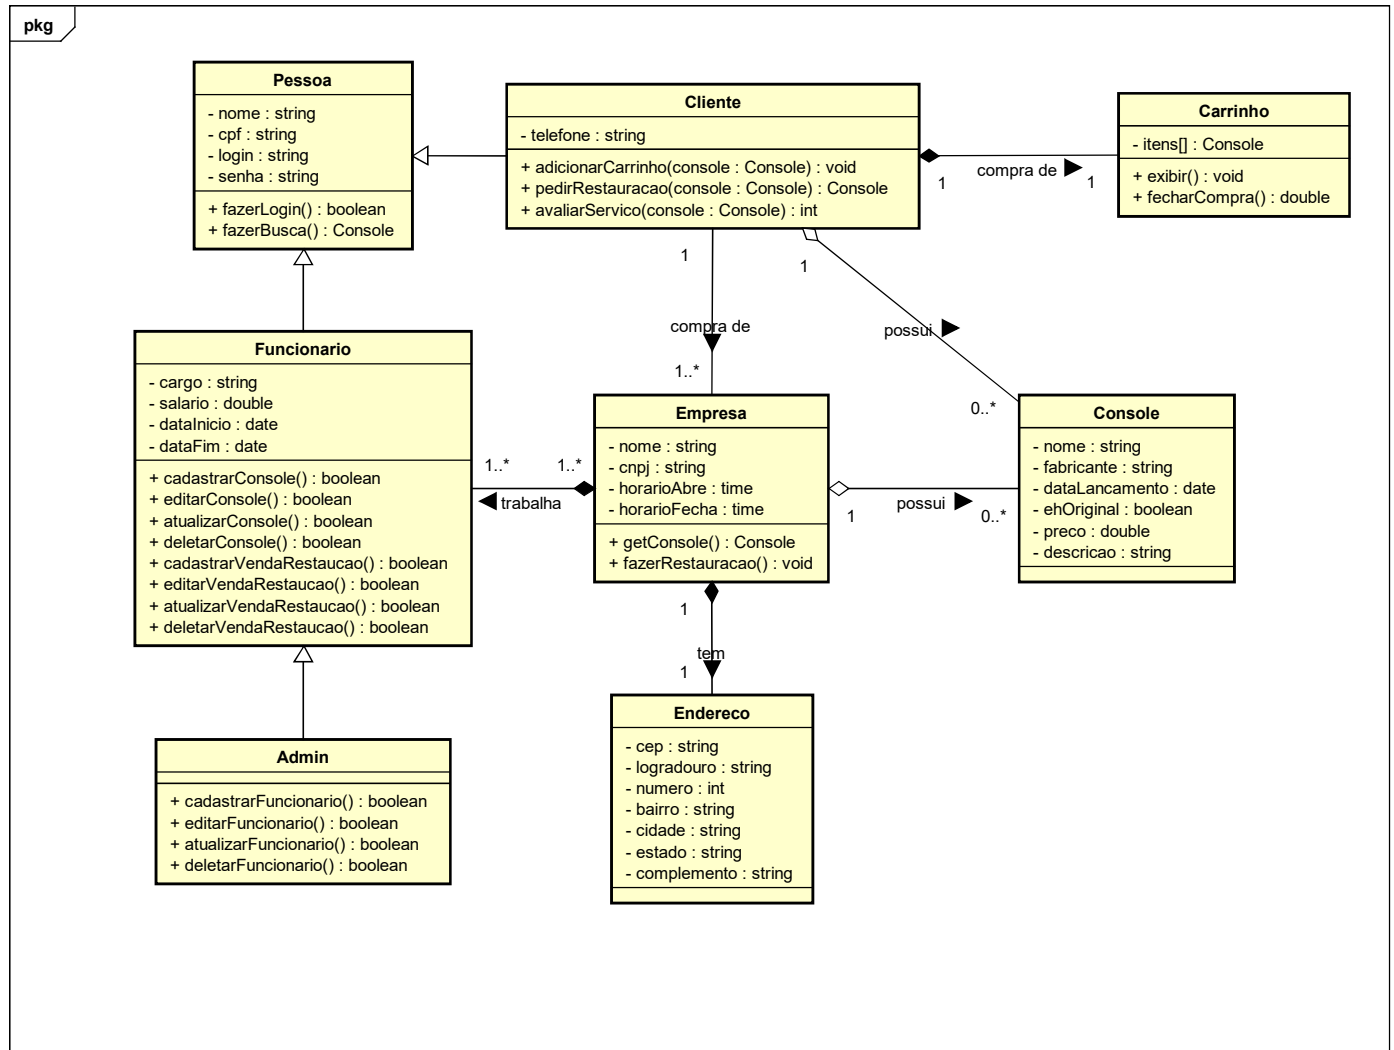 pkg
Pessoa
- nome : string
- cpf : string
- login : string
- senha : string
+ fazerLogin() : boolean
+ fazerBusca() : Console
Cliente
- telefone : string
+ adicionarCarrinho(console : Console) : void
+ pedirRestauracao(console : Console) : Console
+ avaliarServico(console : Console) : int
1
compra de
1
Carrinho
- itens[] : Console
+ exibir() : void
+ fecharCompra() : double
1
compra de
1..*
1
possui
0..*
Funcionario
- cargo : string
- salario : double
- dataInicio : date
- dataFim : date
+ cadastrarConsole() : boolean
+ editarConsole() : boolean
+ atualizarConsole() : boolean
+ deletarConsole() : boolean
+ cadastrarVendaRestaucao() : boolean
+ editarVendaRestaucao() : boolean
+ atualizarVendaRestaucao() : boolean
+ deletarVendaRestaucao() : boolean
1..*
1..*
trabalha
Empresa
- nome : string
- cnpj : string
- horarioAbre : time
- horarioFecha : time
+ getConsole() : Console
+ fazerRestauracao() : void
1
possui
0..*
Console
- nome : string
- fabricante : string
- dataLancamento : date
- ehOriginal : boolean
- preco : double
- descricao : string
1
tem
1
Endereco
- cep : string
- logradouro : string
- numero : int
- bairro : string
- cidade : string
- estado : string
- complemento : string
Admin
+ cadastrarFuncionario() : boolean
+ editarFuncionario() : boolean
+ atualizarFuncionario() : boolean
+ deletarFuncionario() : boolean